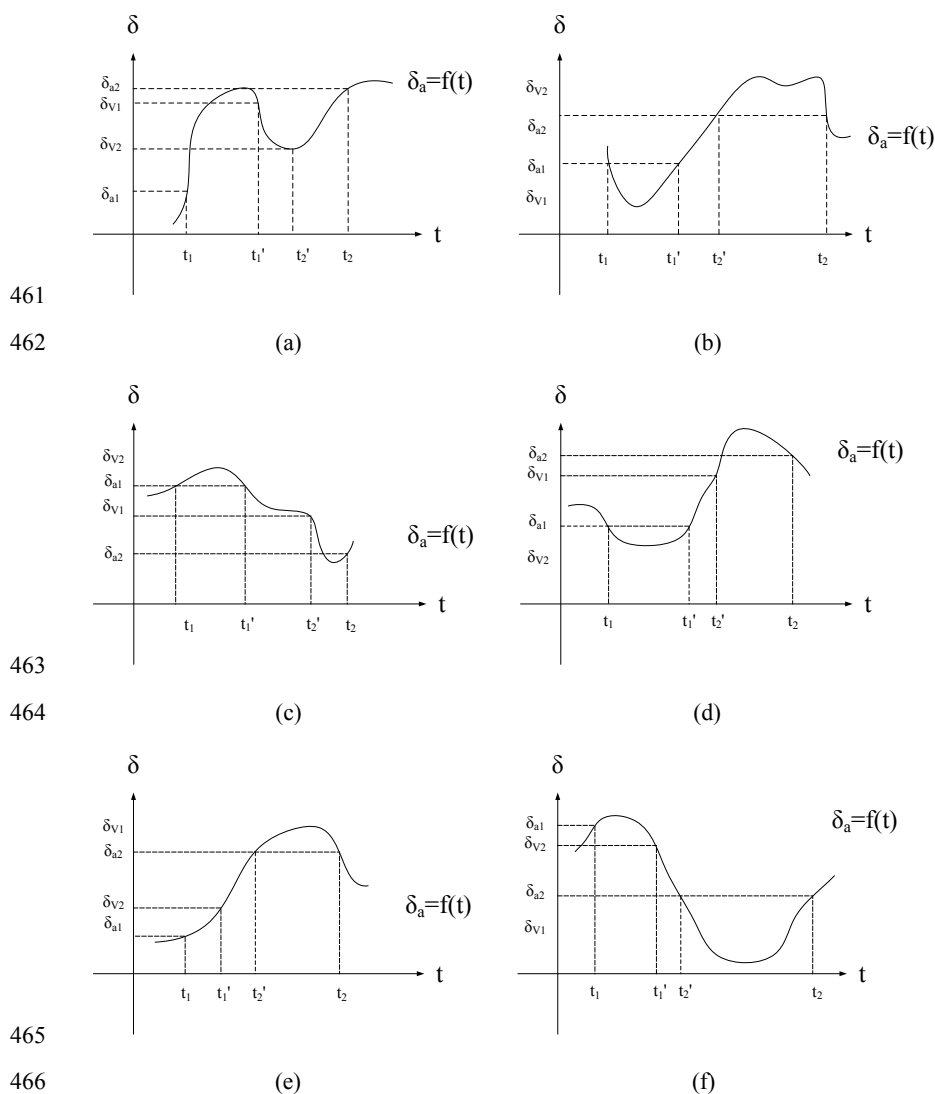 δ
δ
δa2
δV1
δV2
δa1
δa=f(t)
t
t1
t1'
t2'
t2
δV2
δa2
δa1
δV1
δa=f(t)
t
t1
t1'
t2'
t2
461
462
(a)
(b)
δ
δ
δV2
δa1
δV1
δa2
δa=f(t)
t
t1
t1'
t2'
t2
δa2
δV1
δa1
δV2
δa=f(t)
t
t1
t1'
t2'
t2
463
464
(c)
(d)
δ
δ
δV1
δa2
δV2
δa1
δa=f(t)
t
t1
t1'
t2'
t2
δa1
δV2
δa2
δV1
δa=f(t)
t
t1
t1'
t2'
t2
465
466
(e)
(f)